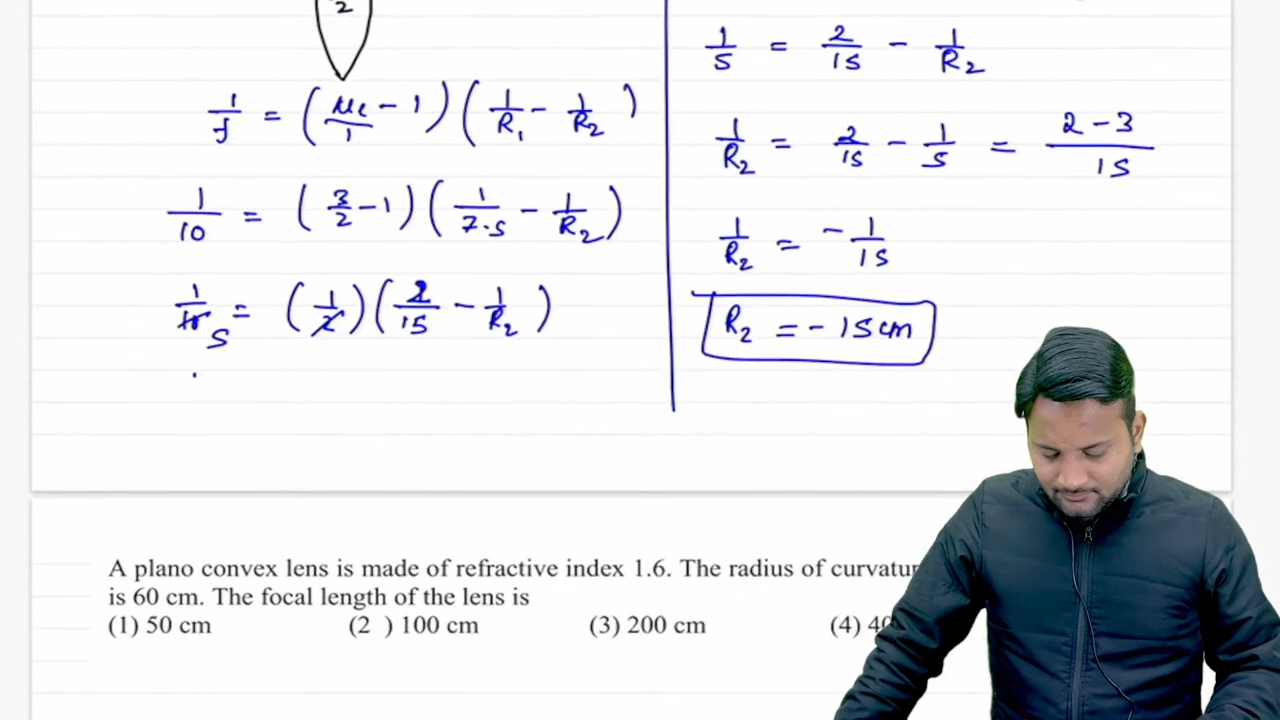 2
1/f = (μL/1 - 1)(1/R₁ - 1/R₂)
1/10 = (3/2 - 1)(1/7.5 - 1/R₂)
1/10 5 = (1/2)(2/15 - 1/R₂)
1/5 = 2/15 - 1/R₂
1/R₂ = 2/15 - 1/5 = 2-3/15
1/R₂ = - 1/15
R₂ = - 15cm
A plano convex lens is made of refractive index 1.6. The radius of
is 60 cm. The focal length of the lens is
(1) 50 cm (2 ) 100 cm (3) 200 cm (4)